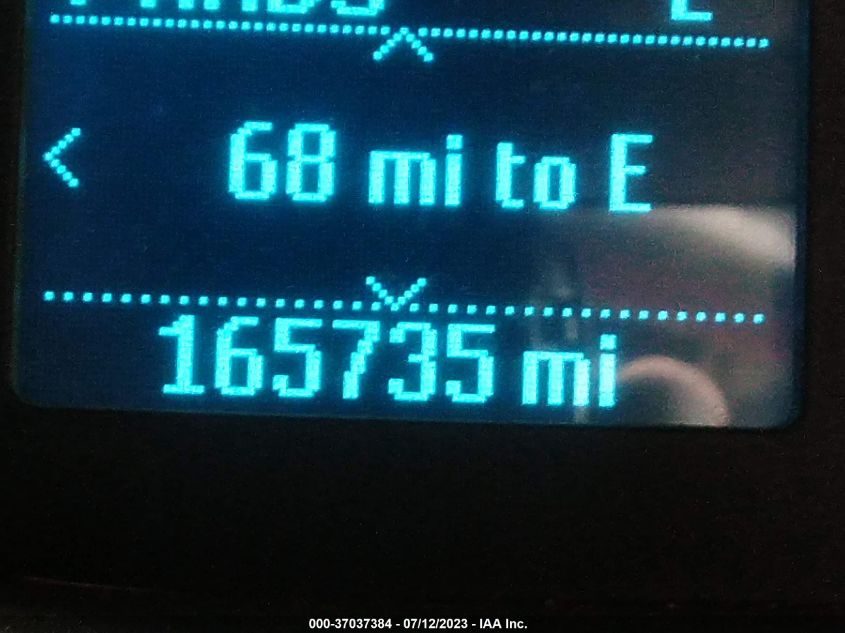 68 mi to E
165735 mi
000-37037384 - 07/12/2023 - IAA Inc.